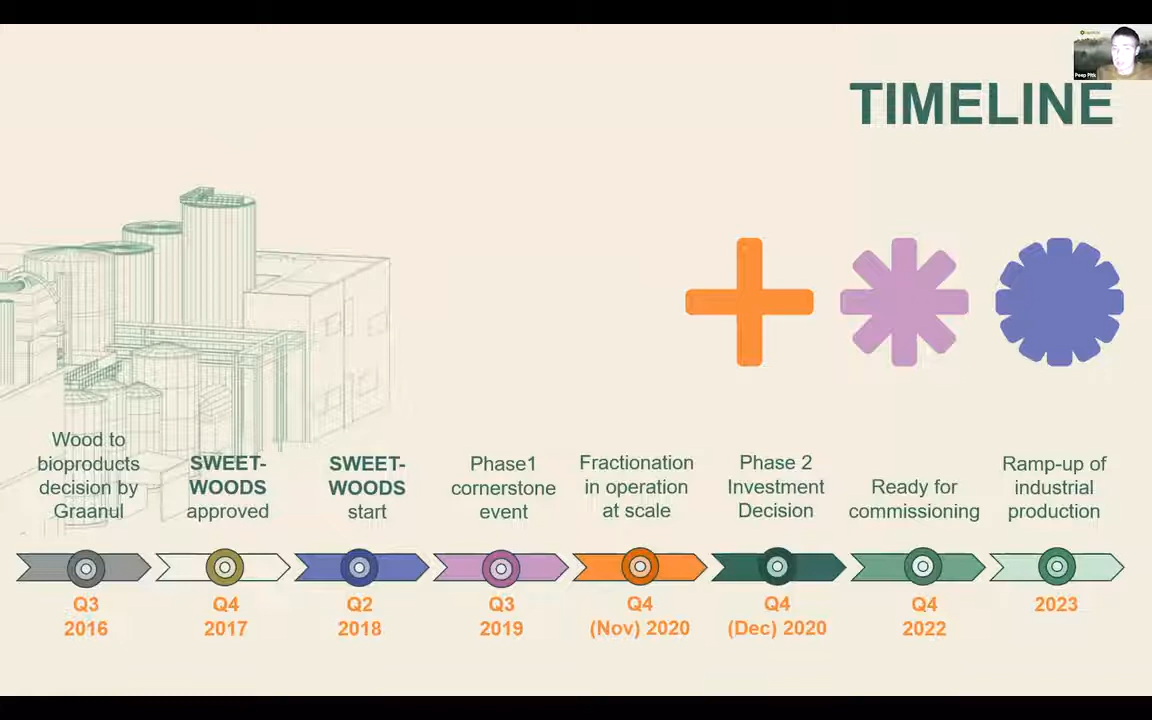 TIMELINE
Peep Pitk
Wood to
bioproducts
decision by
Graanul
SWEET-
WOODS
approved
SWEET-
WOODS
start
Phase1
cornerstone
event
Fractionation
in operation
at scale
Phase 2
Investment
Decision
Ready for
commissioning
Ramp-up of
industrial
production
Q3
2016
Q4
2017
Q2
2018
Q3
2019
Q4
(Nov) 2020
Q4
(Dec) 2020
Q4
2022
2023